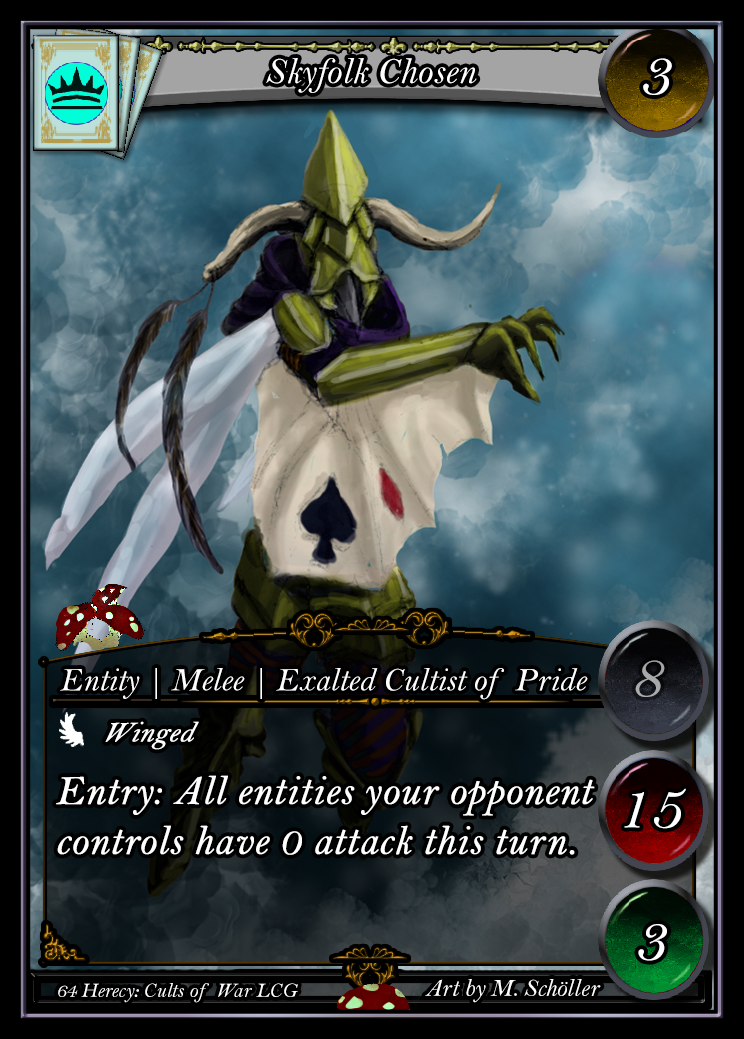 Skyfolk Chosen
3
Entity | Melee | Exalted Cultist of Pride
8
Winged
Entry: All entities your opponent
controls have 0 attack this turn.
15
3
64 Herecy: Cults of War LCG
Art by M. Schöller